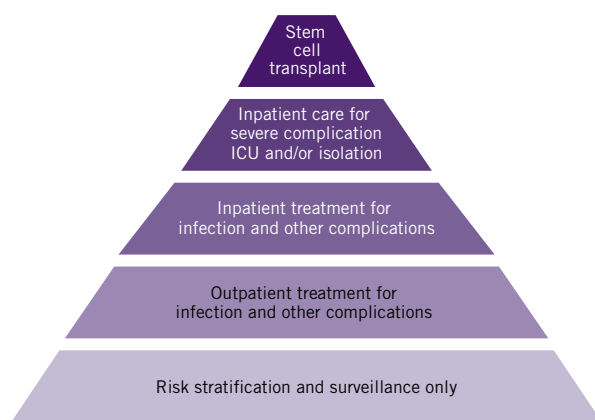 Stem
cell
transplant
Inpatient care for
severe complication
ICU and/or isolation
Inpatient treatment for
infection and other complications
Outpatient treatment for
infection and other complications
Risk stratification and surveillance only